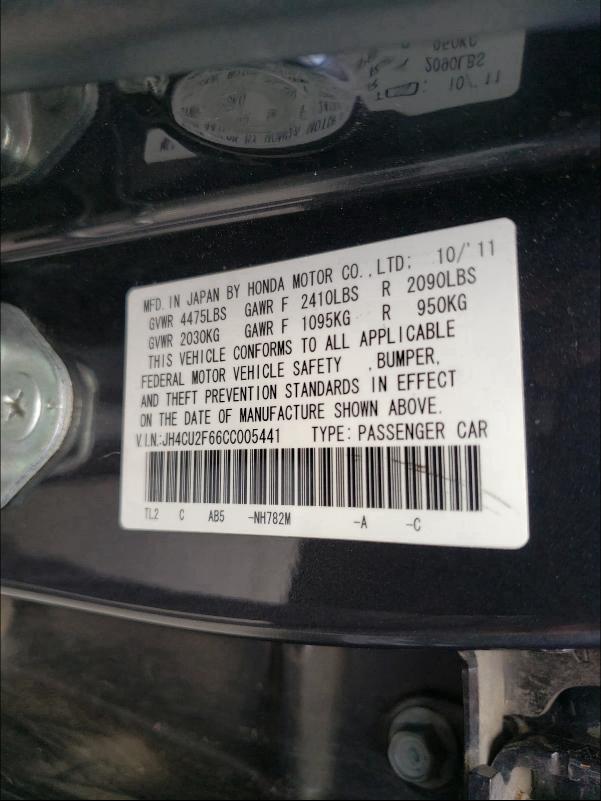 MFD. IN JAPAN BY HONDA MOTOR CO.,LTD; 10/'11
GVWR 4475LBS GAWR F 2410LBS R 2090LBS
GVWR 2030KG GAWR F 1095KG R 950KG
THIS VEHICLE CONFORMS TO ALL APPLICABLE
FEDERAL MOTOR VEHICLE SAFETY , BUMPER,
AND THEFT PREVENTION STANDARDS IN EFFECT
ON THE DATE OF MANUFACTURE SHOWN ABOVE.
V.I.N.:JH4CU2F66CC005441 TYPE: PASSENGER CAR
TL2 C AB5 -NH782M -A -C